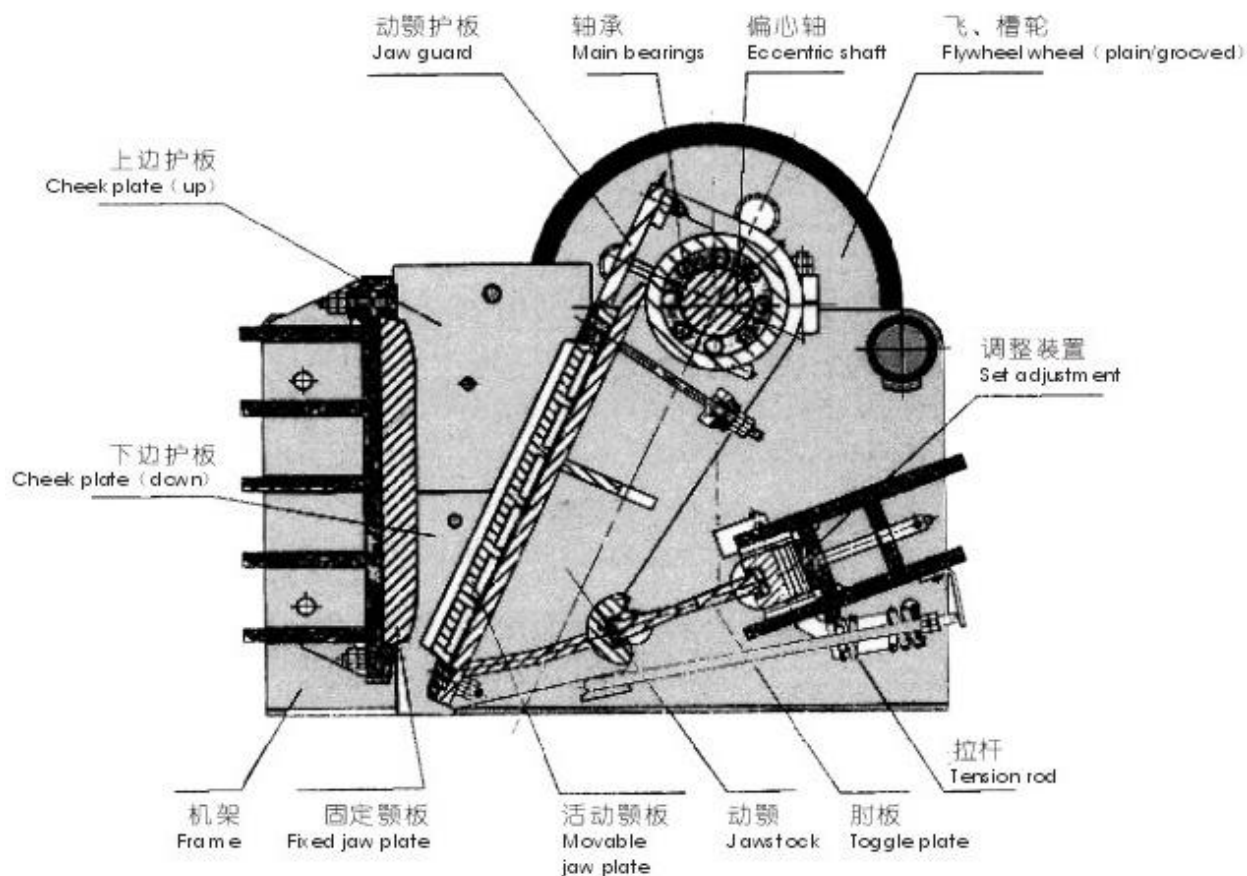 动颚护板
Jaw guard
轴承
Main bearings
偏心轴
Eccentric shaft
飞、槽轮
Flywheel wheel (plain/grooved)
上边护板
Cheek plate (up)
调整装置
Set adjustment
下边护板
Cheek plate (down)
拉杆
Tension rod
机架
Frame
固定颚板
Fixed jaw plate
活动颚板
Movable
jaw plate
动颚
Jawstock
肘板
Toggle plate